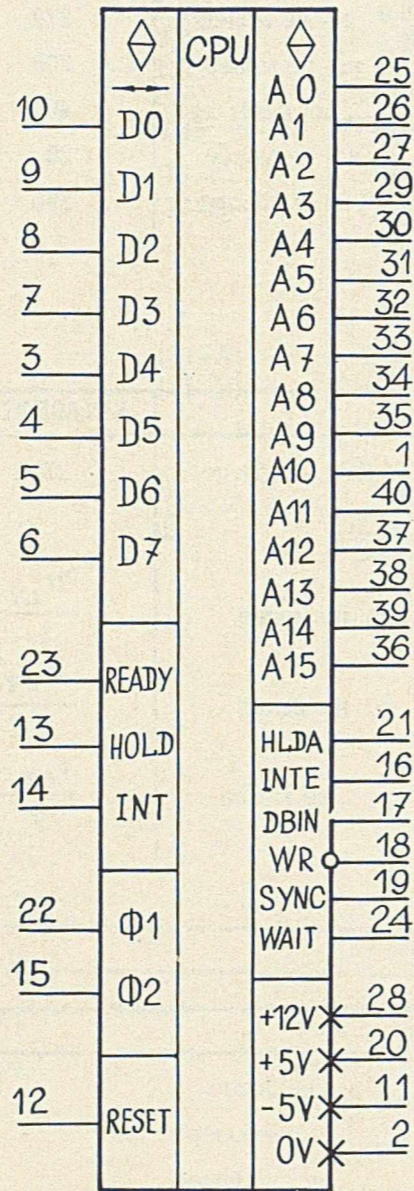 CPU
10 D0
9 D1
8 D2
7 D3
3 D4
4 D5
5 D6
6 D7
23 READY
13 HOLD
14 INT
22 Φ1
15 Φ2
12 RESET
A0 25
A1 26
A2 27
A3 29
A4 30
A5 31
A6 32
A7 33
A8 34
A9 35
A10 1
A11 40
A12 37
A13 38
A14 39
A15 36
HLDA 21
INTE 16
DBIN 17
WR 18
SYNC 19
WAIT 24
+12V 28
+5V 20
-5V 11
0V 2